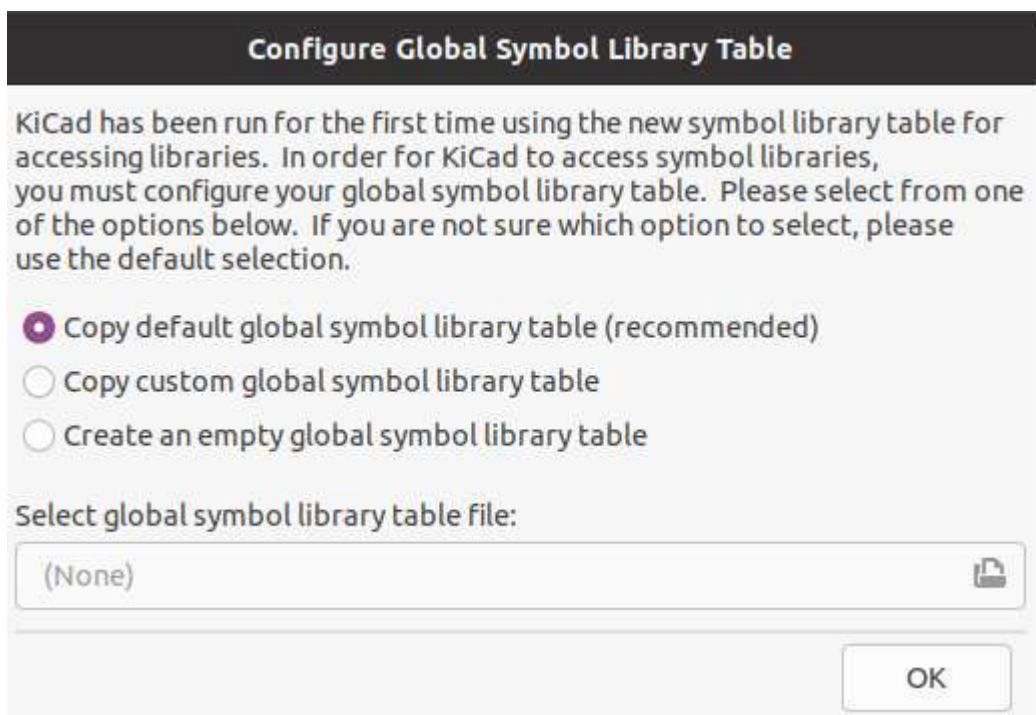 Configure Global Symbol Library Table
KiCad has been run for the first time using the new symbol library table for
accessing libraries.  In order for KiCad to access symbol libraries,
you must configure your global symbol library table.  Please select from one
of the options below.  If you are not sure which option to select, please
use the default selection.
Copy default global symbol library table (recommended)
Copy custom global symbol library table
Create an empty global symbol library table
Select global symbol library table file:
(None)
OK